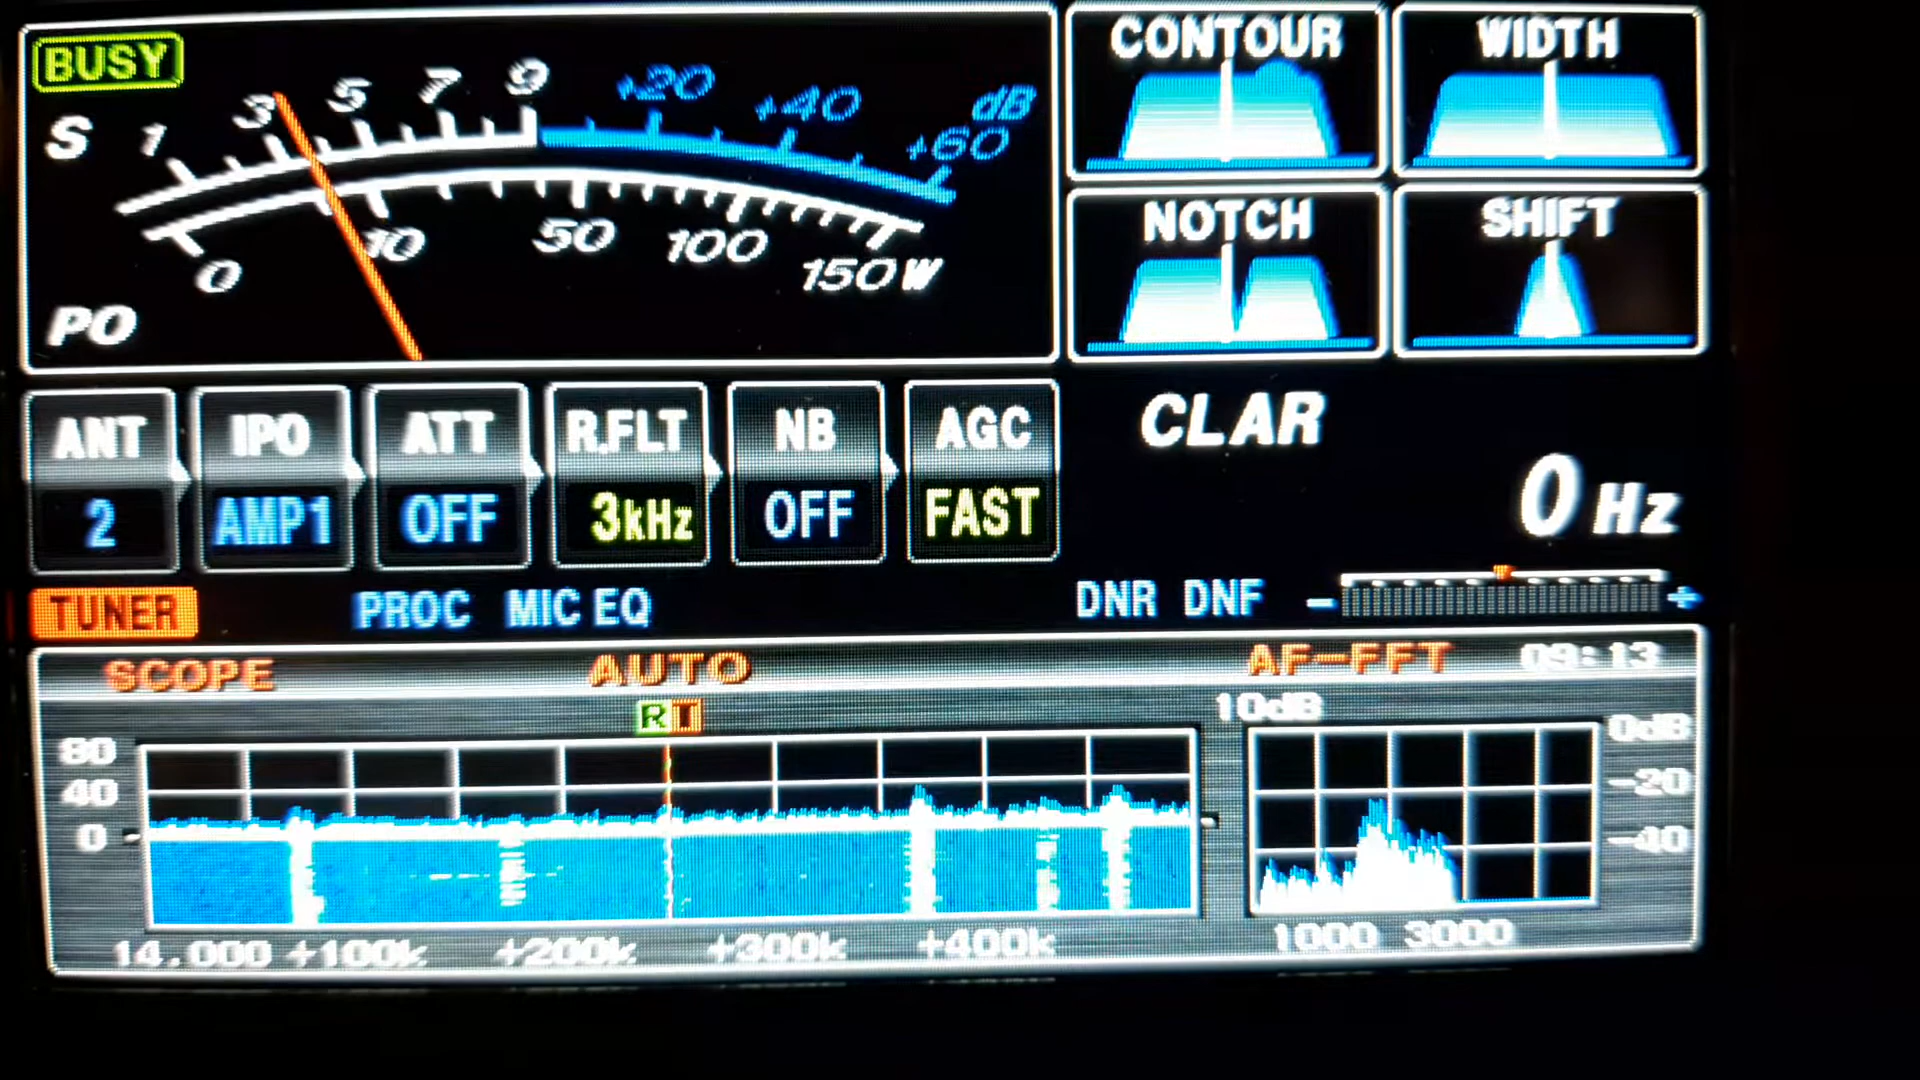 BUSY
S 1 3 5 7 9 +20 +40 +60 dB
0 10 50 100 150 W
PO
CONTOUR
WIDTH
NOTCH
SHIFT
ANT IPO ATT R.FLT NB AGC
2 AMP1 OFF 3kHz OFF FAST
CLAR
0 Hz
TUNER PROC MIC EQ DNR DNF - +
SCOPE AUTO AF-FFT 09:13
R T
10dB
80
40
0
0dB
-20
-40
14.000 +100k +200k +300k +400k
1000 3000